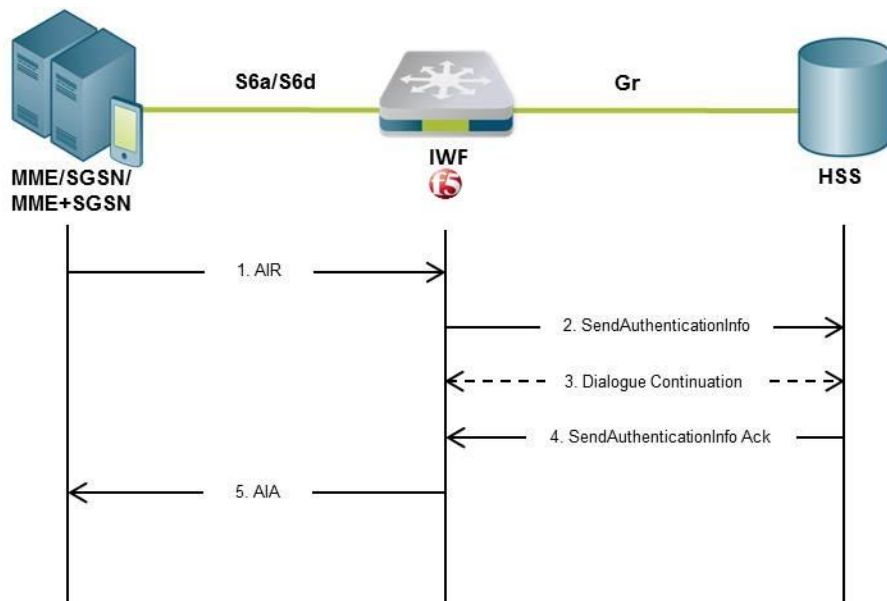 S6a/S6d
Gr
IWF
f5
HSS
MME/SGSN/
MME+SGSN
1. AIR
2. SendAuthenticationInfo
3. Dialogue Continuation
4. SendAuthenticationInfo Ack
5. AIA